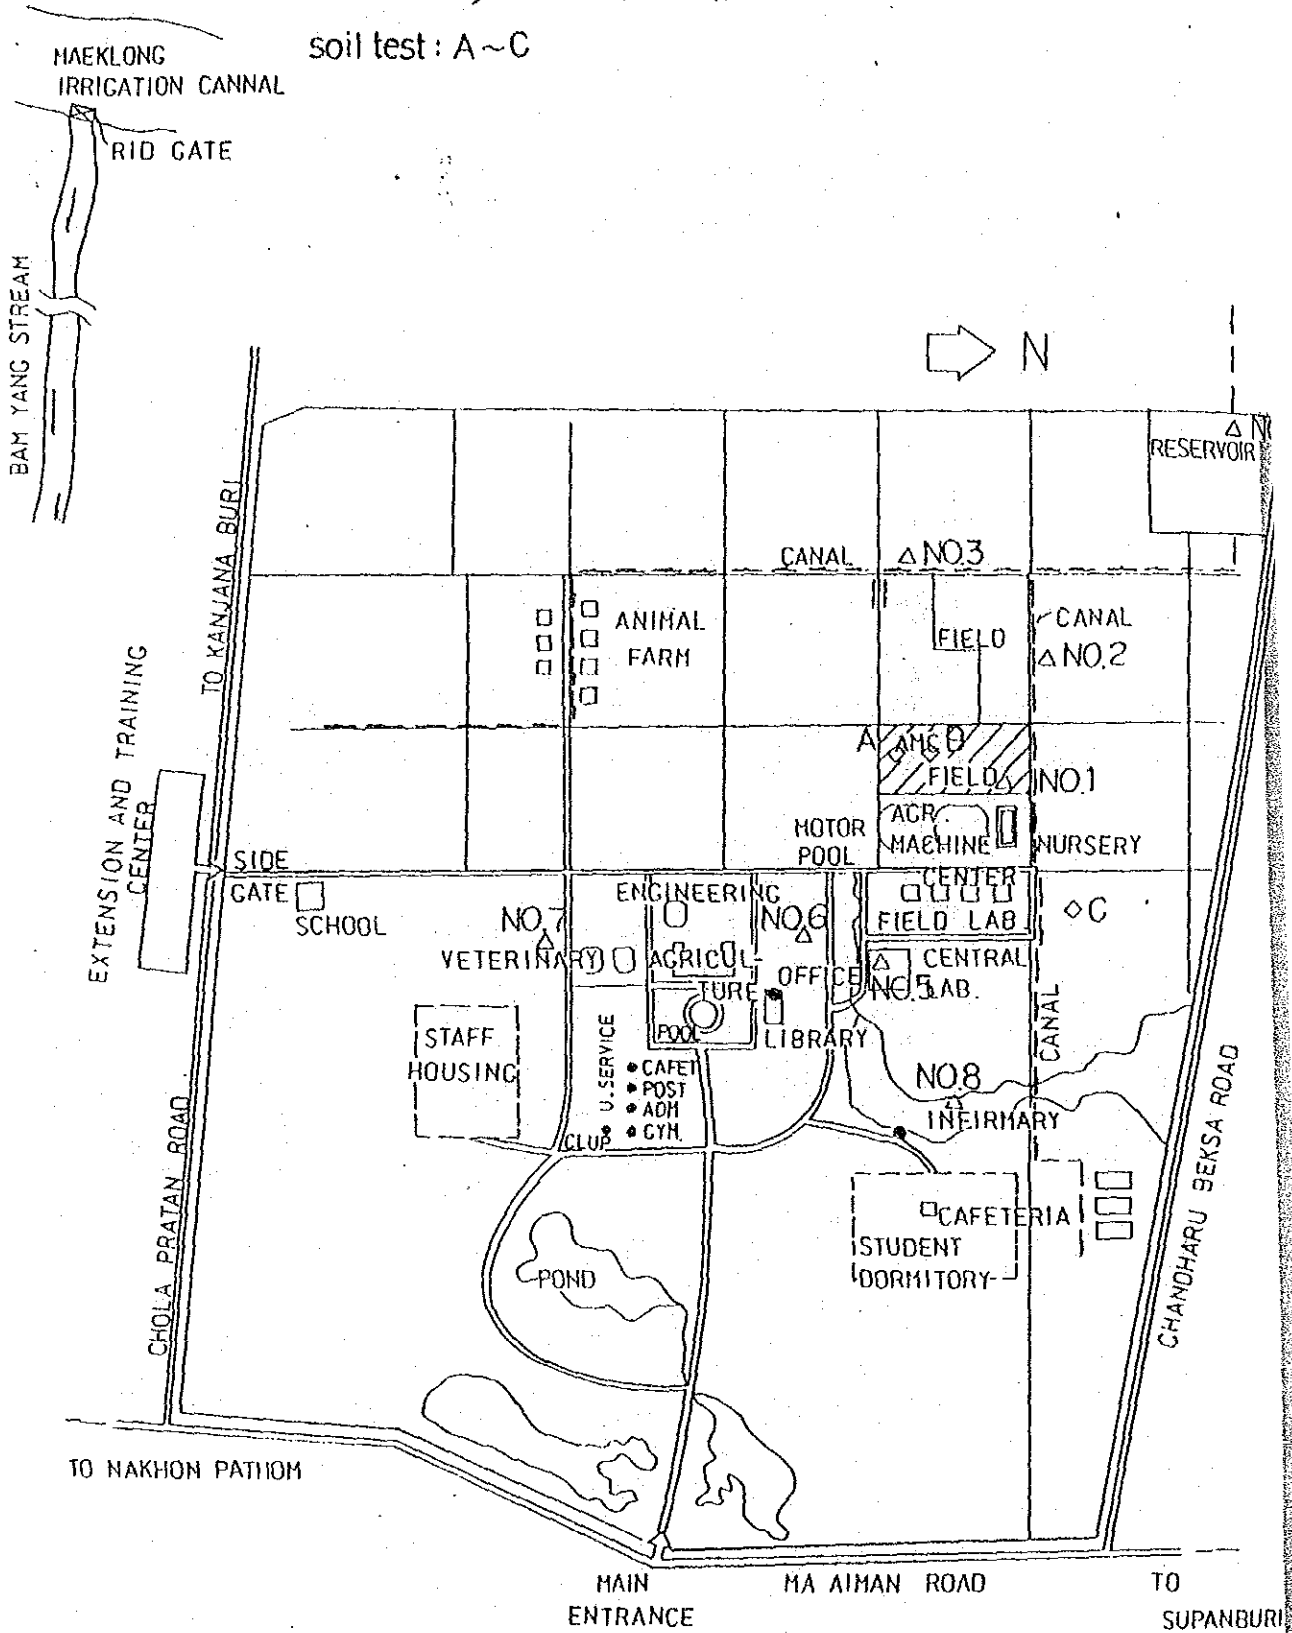 soil test : A~C
MAEKLONG
IRRIGATION CANNAL
RID GATE
BAM YANG STREAM
N
RESERVOIR
TO KANJANA BURI
CANAL
NO.3
ANIMAL
FARM
FIELD
CANAL
NO.2
EXTENSION AND TRAINING
CENTER
A
AMC
FIELD
NO.1
MOTOR
POOL
AGR.
MACHINE
CENTER
NURSERY
SIDE
GATE
SCHOOL
ENGINEERING
NO.7
NO.6
FIELD LAB
C
VETERINARY
AGRICUL-
TURE
OFFICE
CENTRAL
LAB.
NO.5
STAFF
HOUSING
U.SERVICE
POOL
LIBRARY
CANAL
CAFET
POST
ADM
GYM.
CLUP
NO.8
INFIRMARY
CHOLA PRATAN ROAD
CHANDHARU BEKSA ROAD
CAFETERIA
STUDENT
DORMITORY
POND
TO NAKHON PATHOM
MAIN
ENTRANCE
MA AIMAN ROAD
TO
SUPANBURI